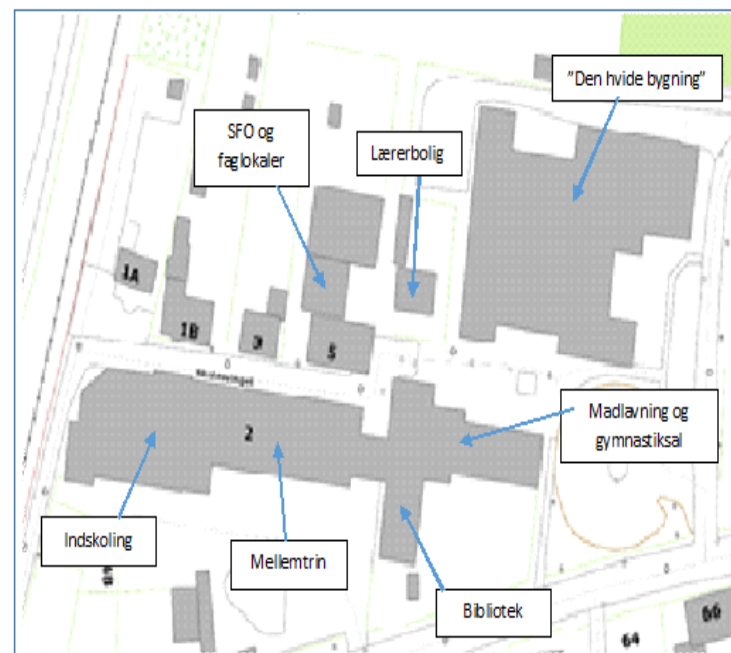 "Den hvide bygning"
SFO og
faglokaler
Lærerbolig
1A
1B
3
5
2
Madlavning og
gymnastiksal
Indskoling
Mellemtrin
Bibliotek
64
66